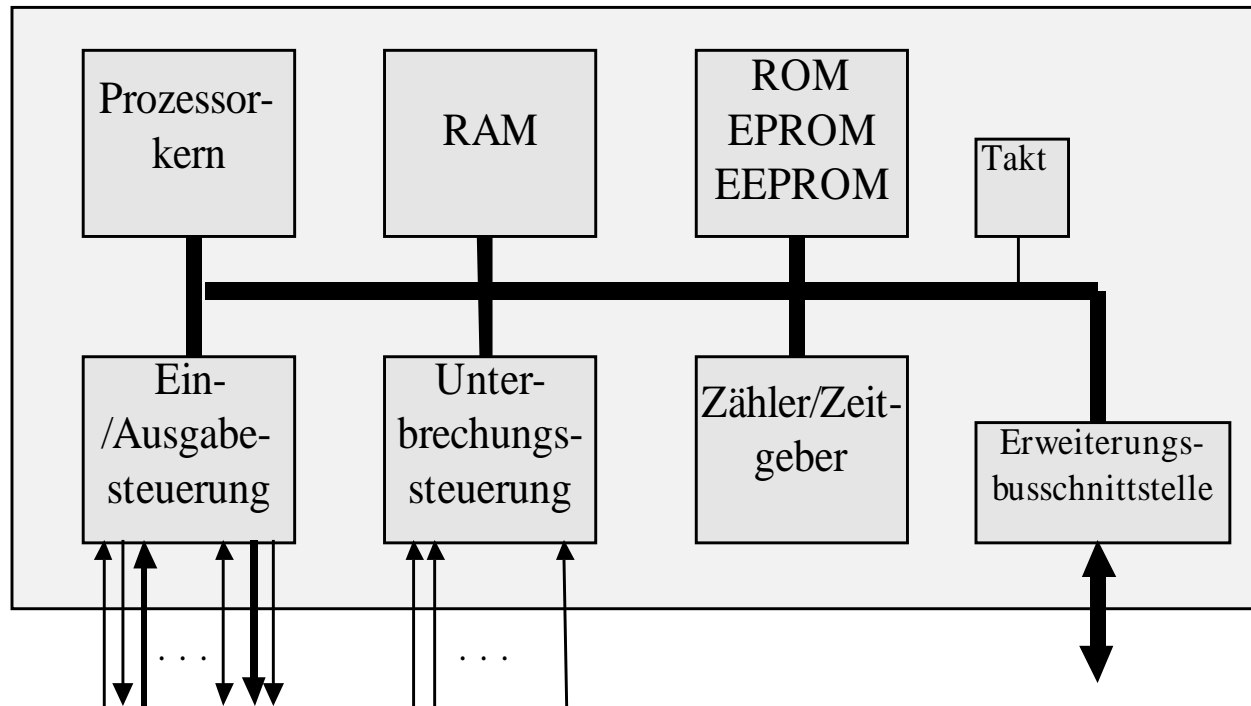 Prozessor-
kern
RAM
ROM
EPROM
EEPROM
Takt
Ein-
/Ausgabe-
steuerung
Unter-
brechungs-
steuerung
Zähler/Zeit-
geber
Erweiterungs-
busschnittstelle
. . .
. . .